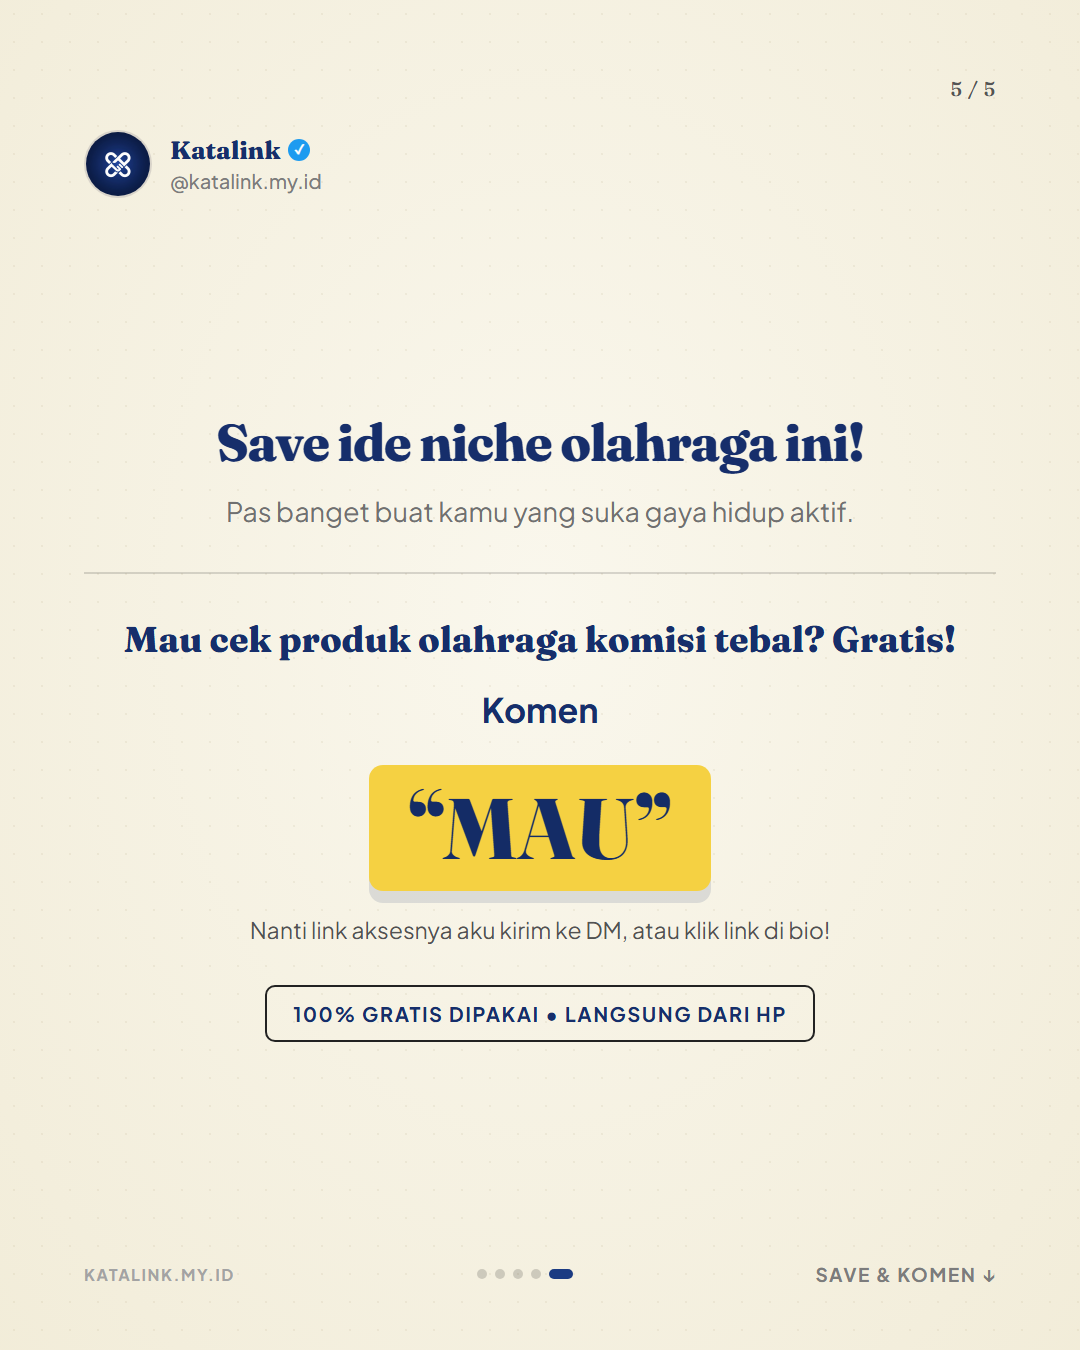 5 / 5
Katalink
@katalink.my.id
Save ide niche olahraga ini!
Pas banget buat kamu yang suka gaya hidup aktif.
Mau cek produk olahraga komisi tebal? Gratis!
Komen
“MAU”
Nanti link aksesnya aku kirim ke DM, atau klik link di bio!
100% GRATIS DIPAKAI • LANGSUNG DARI HP
KATALINK.MY.ID
SAVE & KOMEN ↓